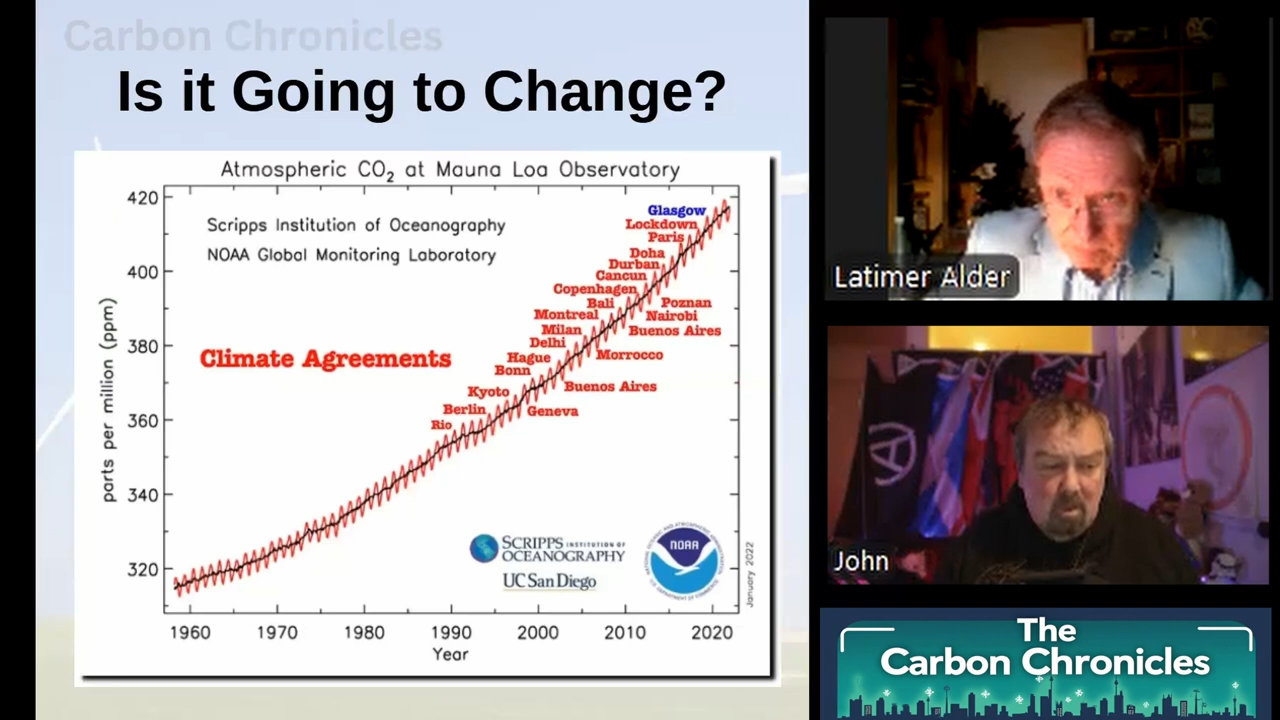 Carbon Chronicles
Is it Going to Change?
Atmospheric CO₂ at Mauna Loa Observatory
Scripps Institution of Oceanography
NOAA Global Monitoring Laboratory
parts per million (ppm)
420
400
380
360
340
320
Climate Agreements
Glasgow
Lockdown
Paris
Doha
Durban
Cancun
Copenhagen
Bali
Poznan
Montreal
Nairobi
Milan
Buenos Aires
Delhi
Hague
Morrocco
Bonn
Kyoto
Buenos Aires
Berlin
Geneva
Rio
SCRIPPS INSTITUTION OF
OCEANOGRAPHY
UC San Diego
NOAA
January 2022
1960 1970 1980 1990 2000 2010 2020
Year
Latimer Alder
John
The
Carbon Chronicles